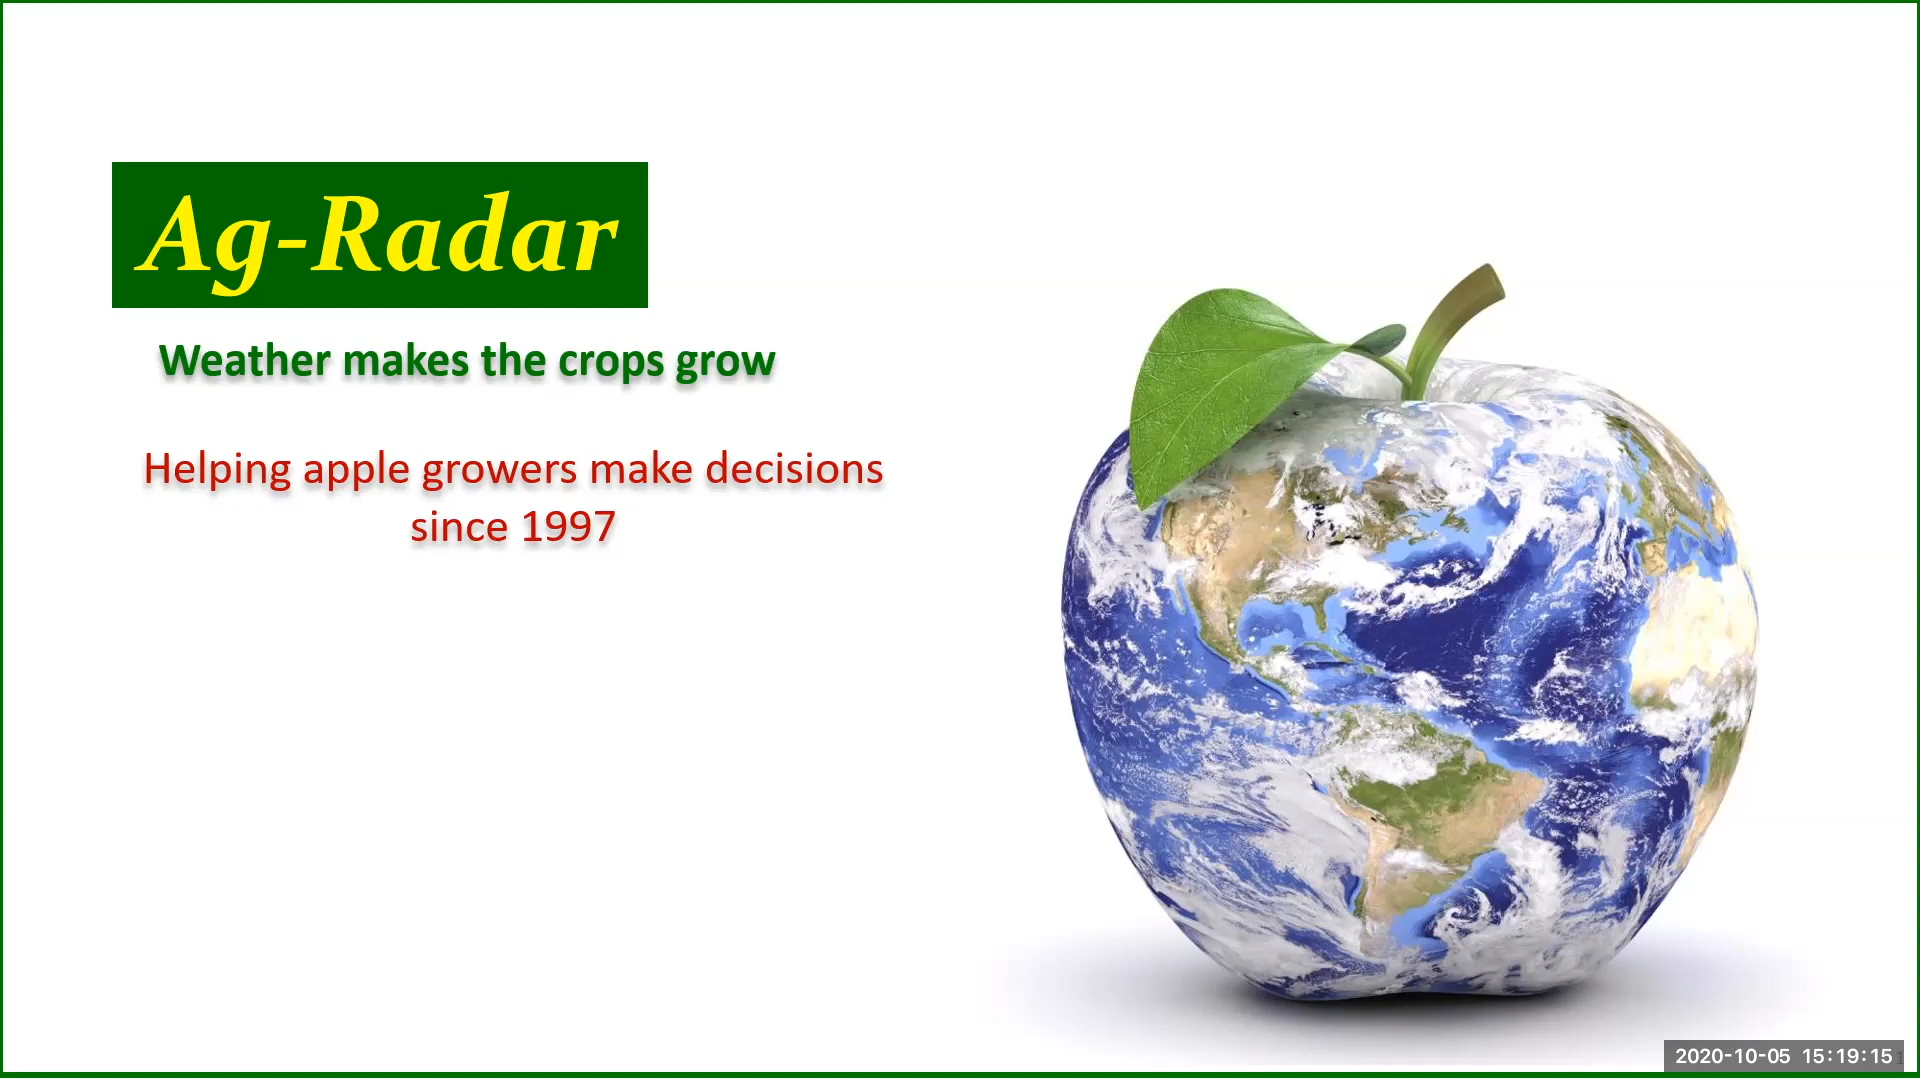 Ag-Radar
Weather makes the crops grow
Helping apple growers make decisions
since 1997
2020-10-05 15:19:15
1